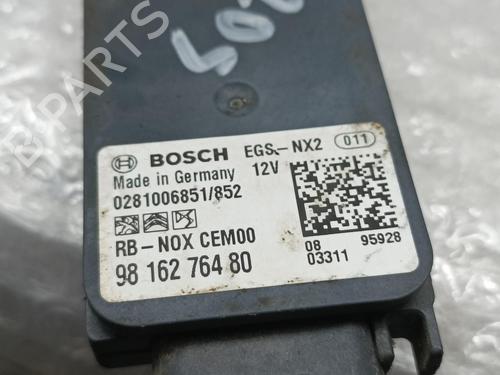 BOSCH EGS-NX2 011
Made in Germany 12V
0281006851/852
RB-NOX CEM00
98 162 764 80
08 95928
03311
B-PARTS